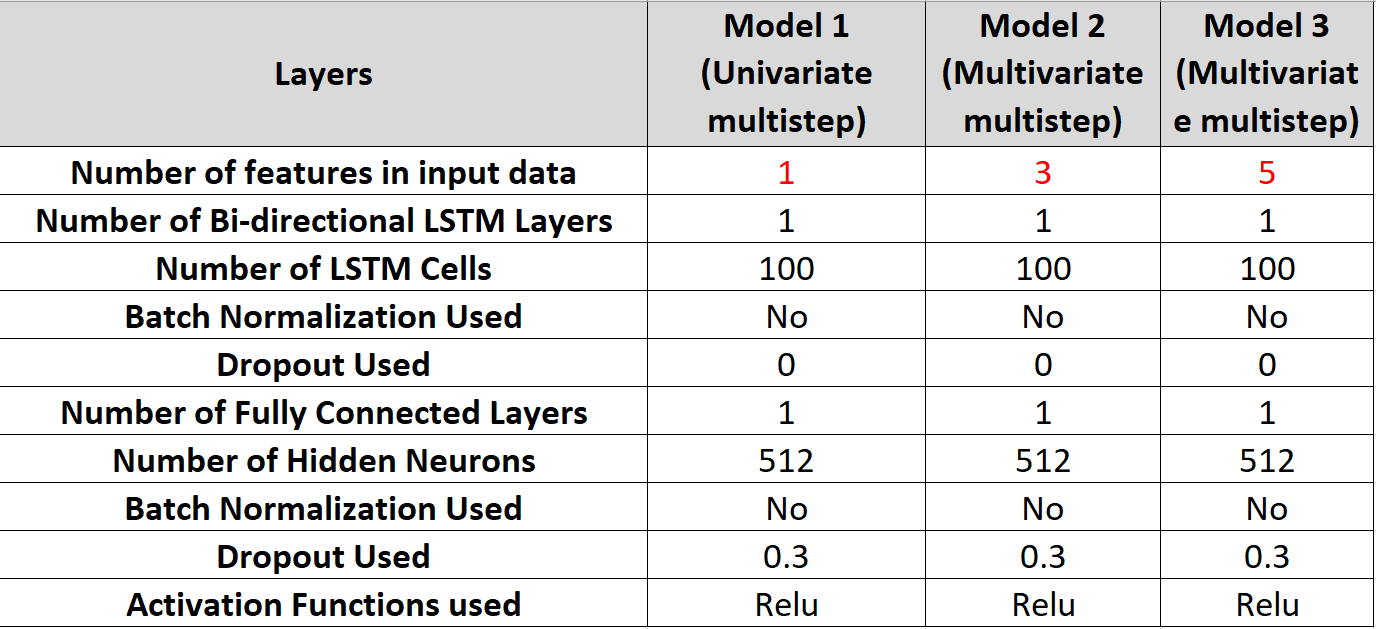 Layers
Model 1
(Univariate
multistep)
Model 2
(Multivariate
multistep)
Model 3
(Multivariat
e multistep)
Number of features in input data 1 3 5
Number of Bi-directional LSTM Layers 1 1 1
Number of LSTM Cells 100 100 100
Batch Normalization Used No No No
Dropout Used 0 0 0
Number of Fully Connected Layers 1 1 1
Number of Hidden Neurons 512 512 512
Batch Normalization Used No No No
Dropout Used 0.3 0.3 0.3
Activation Functions used Relu Relu Relu